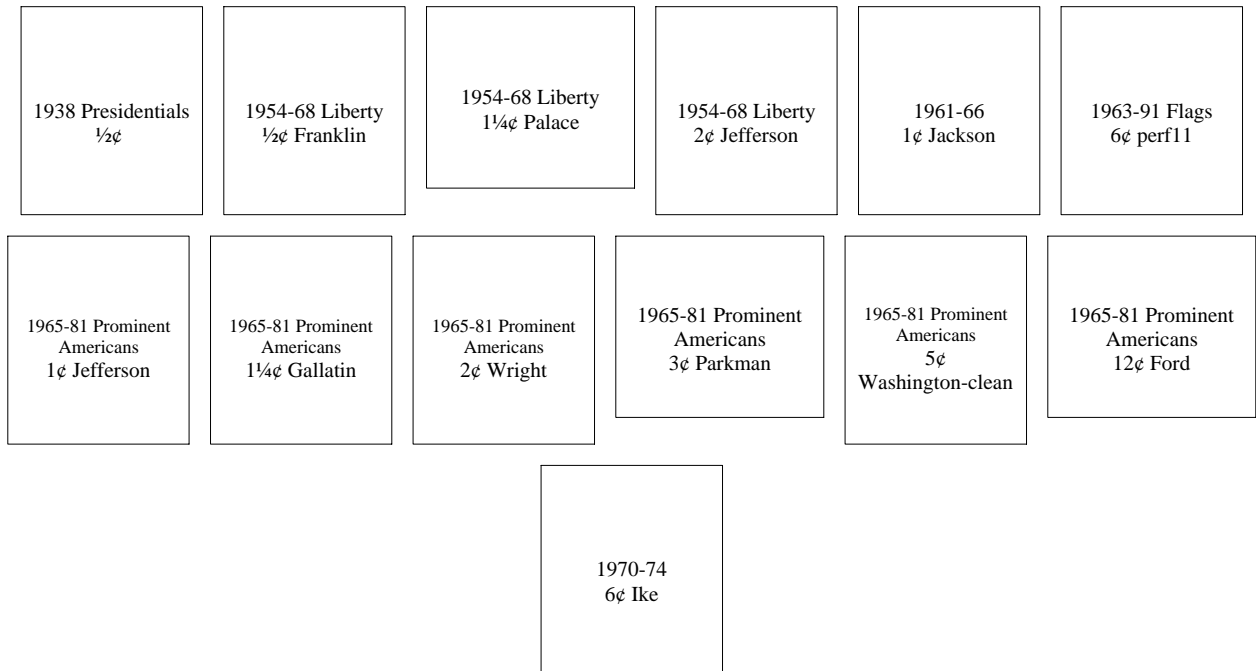 1938 Presidentials
½¢
1954-68 Liberty
½¢ Franklin
1954-68 Liberty
1¼¢ Palace
1954-68 Liberty
2¢ Jefferson
1961-66
1¢ Jackson
1963-91 Flags
6¢ perf11
1965-81 Prominent
Americans
1¢ Jefferson
1965-81 Prominent
Americans
1¼¢ Gallatin
1965-81 Prominent
Americans
2¢ Wright
1965-81 Prominent
Americans
3¢ Parkman
1965-81 Prominent
Americans
5¢
Washington-clean
1965-81 Prominent
Americans
12¢ Ford
1970-74
6¢ Ike